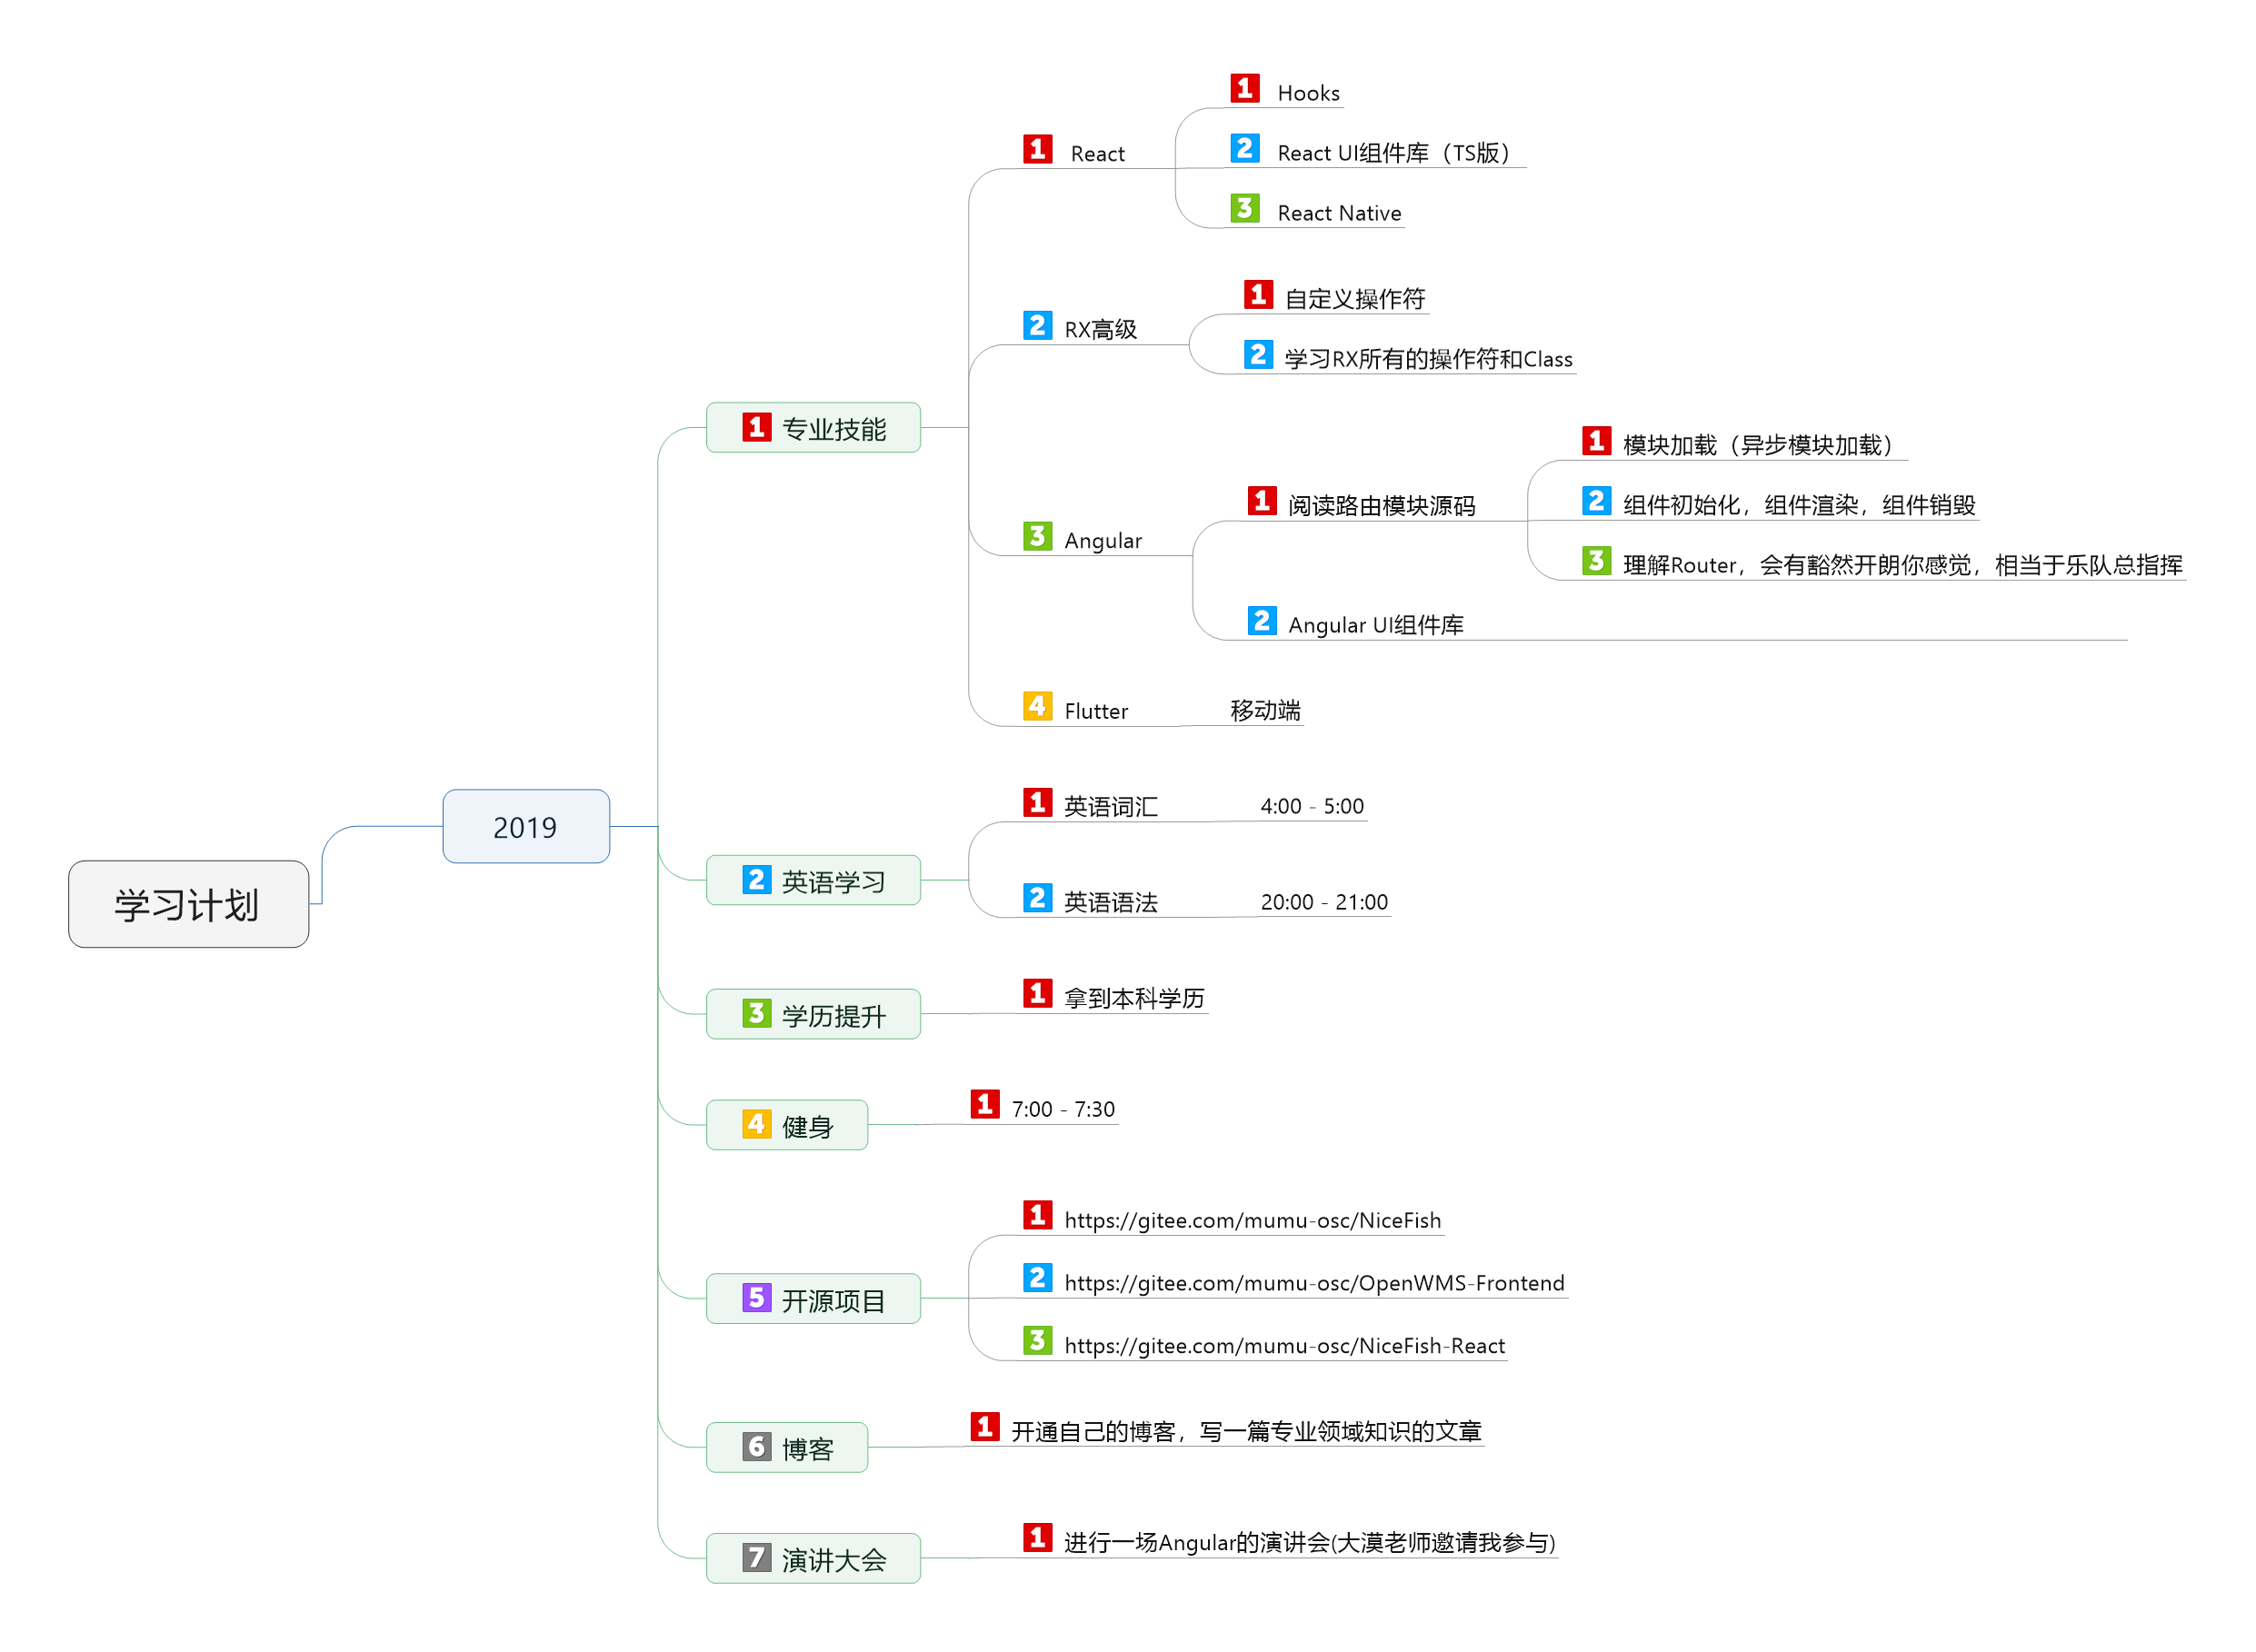 学习计划
2019
1 专业技能
1 React
1 Hooks
2 React UI组件库（TS版）
3 React Native
2 RX高级
1 自定义操作符
2 学习RX所有的操作符和Class
3 Angular
1 阅读路由模块源码
1 模块加载（异步模块加载）
2 组件初始化，组件渲染，组件销毁
3 理解Router，会有豁然开朗你感觉，相当于乐队总指挥
2 Angular UI组件库
4 Flutter
移动端
2 英语学习
1 英语词汇
4:00 - 5:00
2 英语语法
20:00 - 21:00
3 学历提升
1 拿到本科学历
4 健身
1 7:00 - 7:30
5 开源项目
1 https://gitee.com/mumu-osc/NiceFish
2 https://gitee.com/mumu-osc/OpenWMS-Frontend
3 https://gitee.com/mumu-osc/NiceFish-React
6 博客
1 开通自己的博客，写一篇专业领域知识的文章
7 演讲大会
1 进行一场Angular的演讲会(大漠老师邀请我参与)